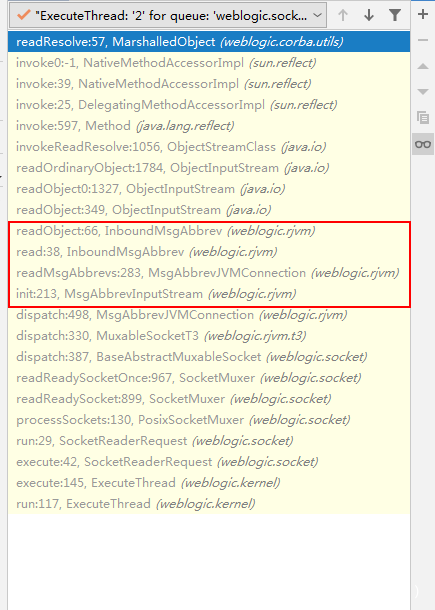 "ExecuteThread: '2' for queue: 'weblogic.sock...
readResolve:57, MarshalledObject (weblogic.corba.utils)
invoke0:-1, NativeMethodAccessorImpl (sun.reflect)
invoke:39, NativeMethodAccessorImpl (sun.reflect)
invoke:25, DelegatingMethodAccessorImpl (sun.reflect)
invoke:597, Method (java.lang.reflect)
invokeReadResolve:1056, ObjectStreamClass (java.io)
readOrdinaryObject:1784, ObjectInputStream (java.io)
readObject0:1327, ObjectInputStream (java.io)
readObject:349, ObjectInputStream (java.io)
readObject:66, InboundMsgAbbrev (weblogic.rjvm)
read:38, InboundMsgAbbrev (weblogic.rjvm)
readMsgAbbrevs:283, MsgAbbrevJVMConnection (weblogic.rjvm)
init:213, MsgAbbrevInputStream (weblogic.rjvm)
dispatch:498, MsgAbbrevJVMConnection (weblogic.rjvm)
dispatch:330, MuxableSocketT3 (weblogic.rjvm.t3)
dispatch:387, BaseAbstractMuxableSocket (weblogic.socket)
readReadySocketOnce:967, SocketMuxer (weblogic.socket)
readReadySocket:899, SocketMuxer (weblogic.socket)
processSockets:130, PosixSocketMuxer (weblogic.socket)
run:29, SocketReaderRequest (weblogic.socket)
execute:42, SocketReaderRequest (weblogic.socket)
execute:145, ExecuteThread (weblogic.kernel)
run:117, ExecuteThread (weblogic.kernel)